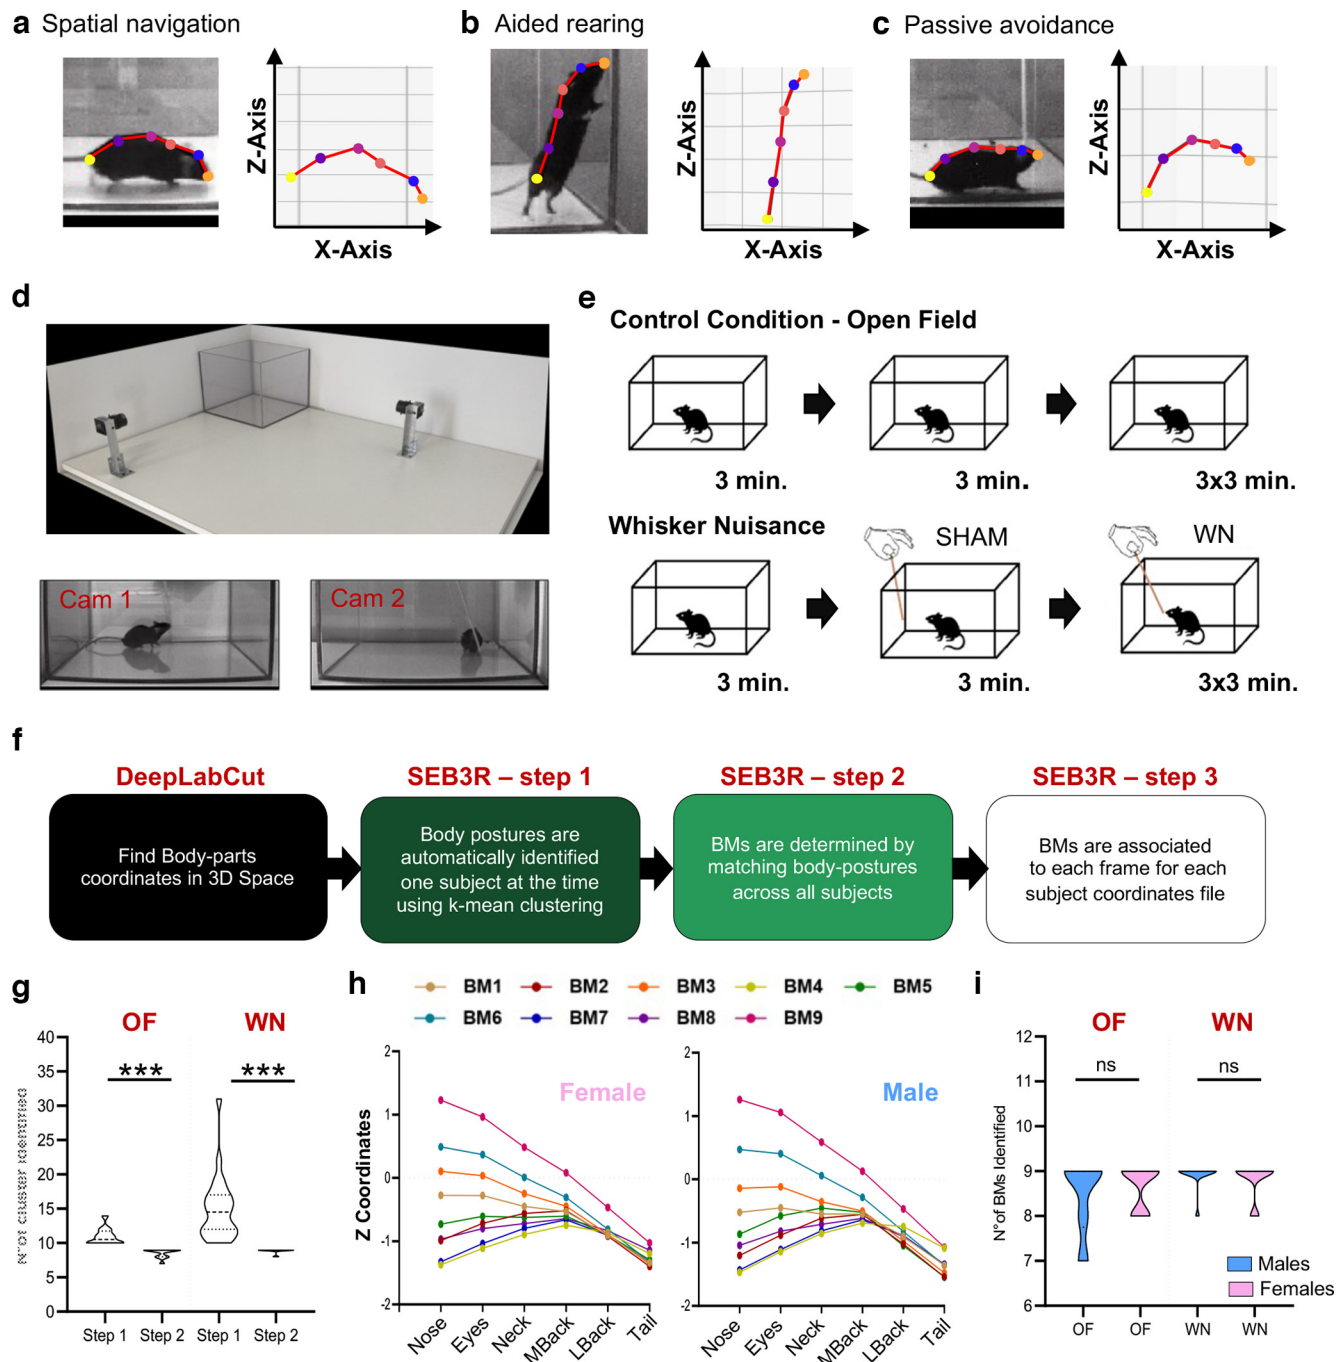 a Spatial navigation
b Aided rearing
c Passive avoidance
Z-Axis
X-Axis
Z-Axis
X-Axis
Z-Axis
X-Axis
d
Cam 1
Cam 2
e
Control Condition - Open Field
3 min.
3 min.
3x3 min.
Whisker Nuisance
SHAM
WN
3 min.
3 min.
3x3 min.
f
DeepLabCut
Find Body-parts
coordinates in 3D Space
SEB3R – step 1
Body postures are
automatically identified
one subject at the time
using k-mean clustering
SEB3R – step 2
BMs are determined by
matching body-postures
across all subjects
SEB3R – step 3
BMs are associated
to each frame for each
subject coordinates file
g
OF
WN
***
***
40
35
30
25
20
15
10
5
0
Step 1
Step 2
Step 1
Step 2
h
BM1
BM2
BM3
BM4
BM5
BM6
BM7
BM8
BM9
Female
Z Coordinates
2
1
0
-1
-2
Nose
Eyes
Neck
MBack
LBack
Tail
Male
2
1
0
-1
-2
Nose
Eyes
Neck
MBack
LBack
Tail
i
OF
WN
ns
ns
N°of BMs Identified
12
11
10
9
8
7
6
Males
Females
OF
OF
WN
WN